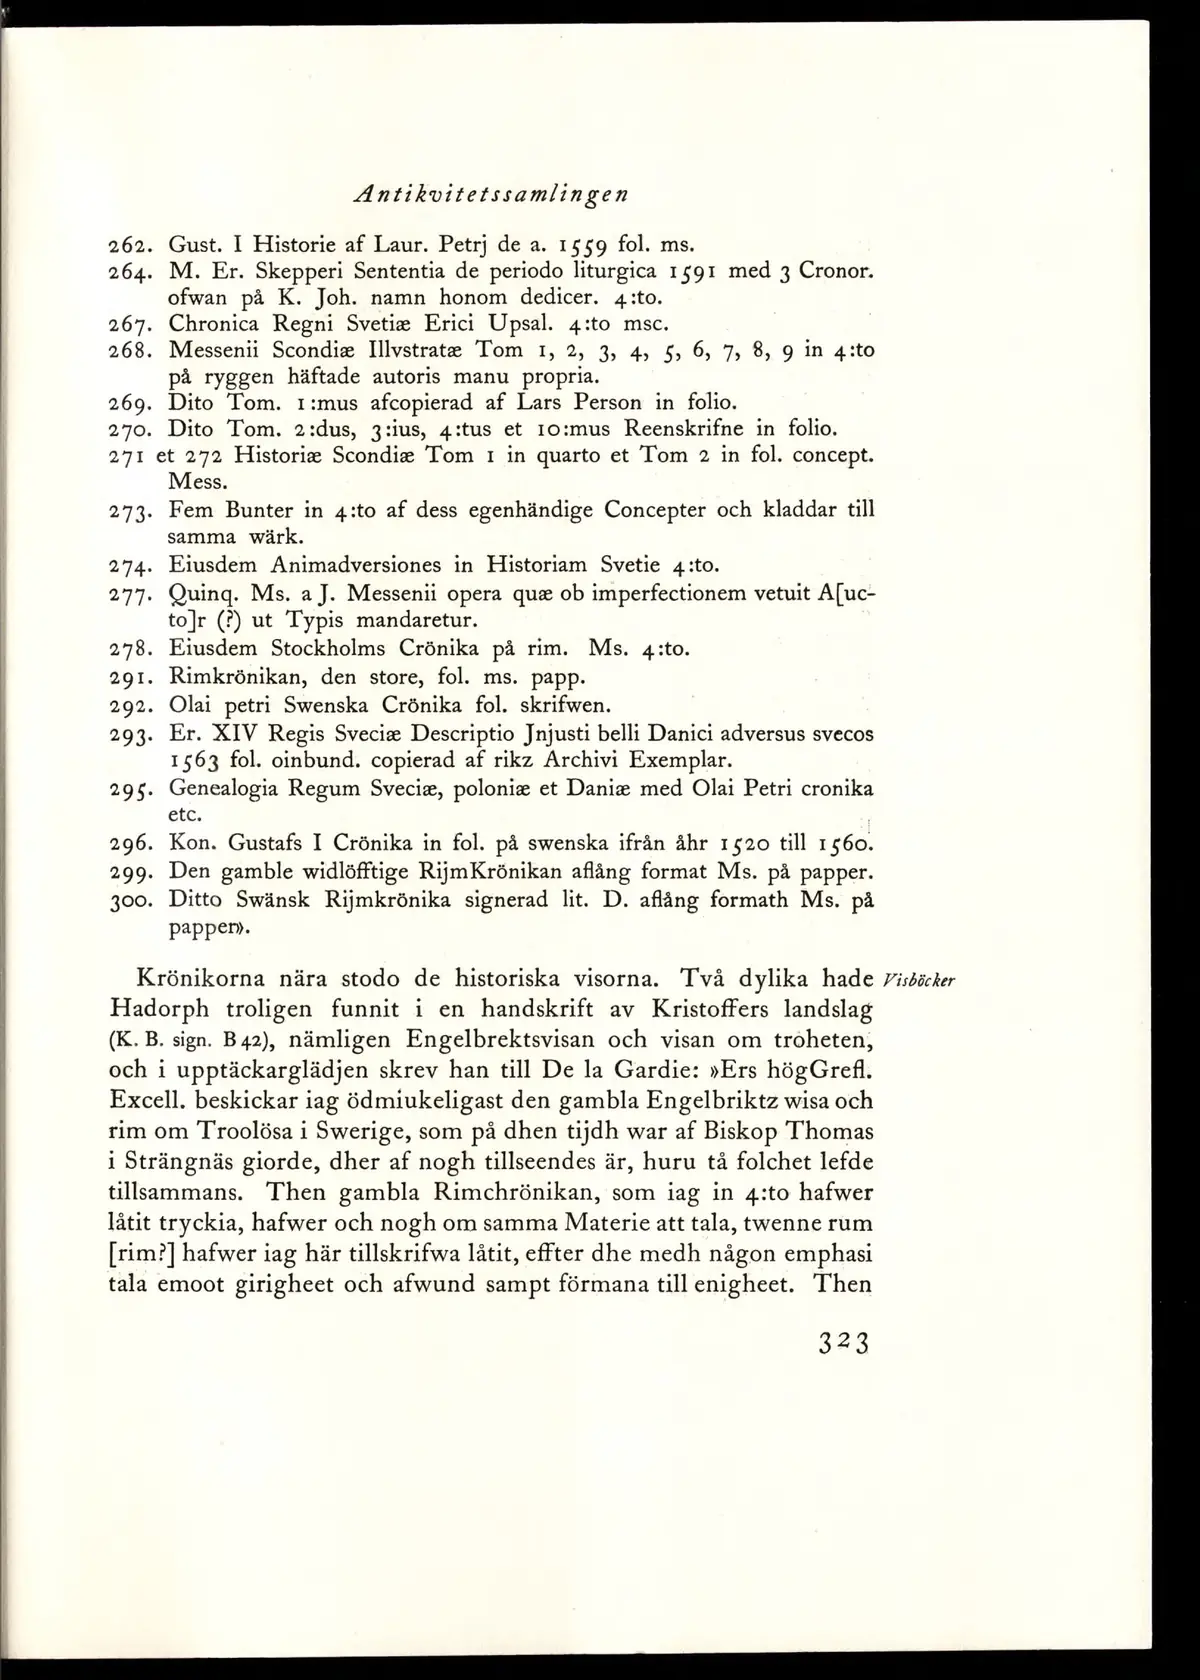 Antikvitetssamlingen
262. Gust. I Historie af Laur. Petrj de a. 1559 fol. ms.
264. M. Er. Skepperi Sententia de periodo liturgica 1591 med 3 Cronor.
ofwan på K. Joh. namn honom dedicer. 4:to.
267. Chronica Regni Svetiæ Erici Upsal. 4:to msc.
268. Messenii Scondiæ Illvstratæ Tom 1, 2, 3, 4, 5, 6, 7, 8, 9 in 4:to
på ryggen häftade autoris manu propria.
269. Dito Tom. 1:mus afcopierad af Lars Person in folio.
270. Dito Tom. 2:dus, 3:ius, 4:tus et 10:mus Reenskrifne in folio.
271 et 272 Historiæ Scondiæ Tom 1 in quarto et Tom 2 in fol. concept.
Mess.
273. Fem Bunter in 4:to af dess egenhändige Concepter och kladdar till
samma wärk.
274. Eiusdem Animadversiones in Historiam Svetie 4:to.
277. Quinq. Ms. a J. Messenii opera quæ ob imperfectionem vetuit A[uc-
to]r (?) ut Typis mandaretur.
278. Eiusdem Stockholms Crönika på rim. Ms. 4:to.
291. Rimkrönikan, den store, fol. ms. papp.
292. Olai petri Swenska Crönika fol. skrifwen.
293. Er. XIV Regis Sveciæ Descriptio Jnjusti belli Danici adversus svecos
1563 fol. oinbund. copierad af rikz Archivi Exemplar.
295. Genealogia Regum Sveciæ, poloniæ et Daniæ med Olai Petri cronika
etc.
296. Kon. Gustafs I Crönika in fol. på swenska ifrån åhr 1520 till 1560.
299. Den gamble widlöfftige RijmKrönikan aflång format Ms. på papper.
300. Ditto Swänsk Rijmkrönika signerad lit. D. aflång formath Ms. på
papper».
Krönikorna nära stodo de historiska visorna. Två dylika hade Visböcker
Hadorph troligen funnit i en handskrift av Kristoffers landslag
(K. B. sign. B 42), nämligen Engelbrektsvisan och visan om troheten,
och i upptäckarglädjen skrev han till De la Gardie: »Ers högGrefl.
Excell. beskickar iag ödmiukeligast den gambla Engelbriktz wisa och
rim om Troolösa i Swerige, som på dhen tijdh war af Biskop Thomas
i Strängnäs giorde, dher af nogh tillseendes är, huru tå folchet lefde
tillsammans. Then gambla Rimchrönikan, som iag in 4:to hafwer
låtit tryckia, hafwer och nogh om samma Materie att tala, twenne rum
[rim?] hafwer iag här tillskrifwa låtit, effter dhe medh någon emphasi
tala emoot girigheet och afwund sampt förmana till enigheet. Then
323